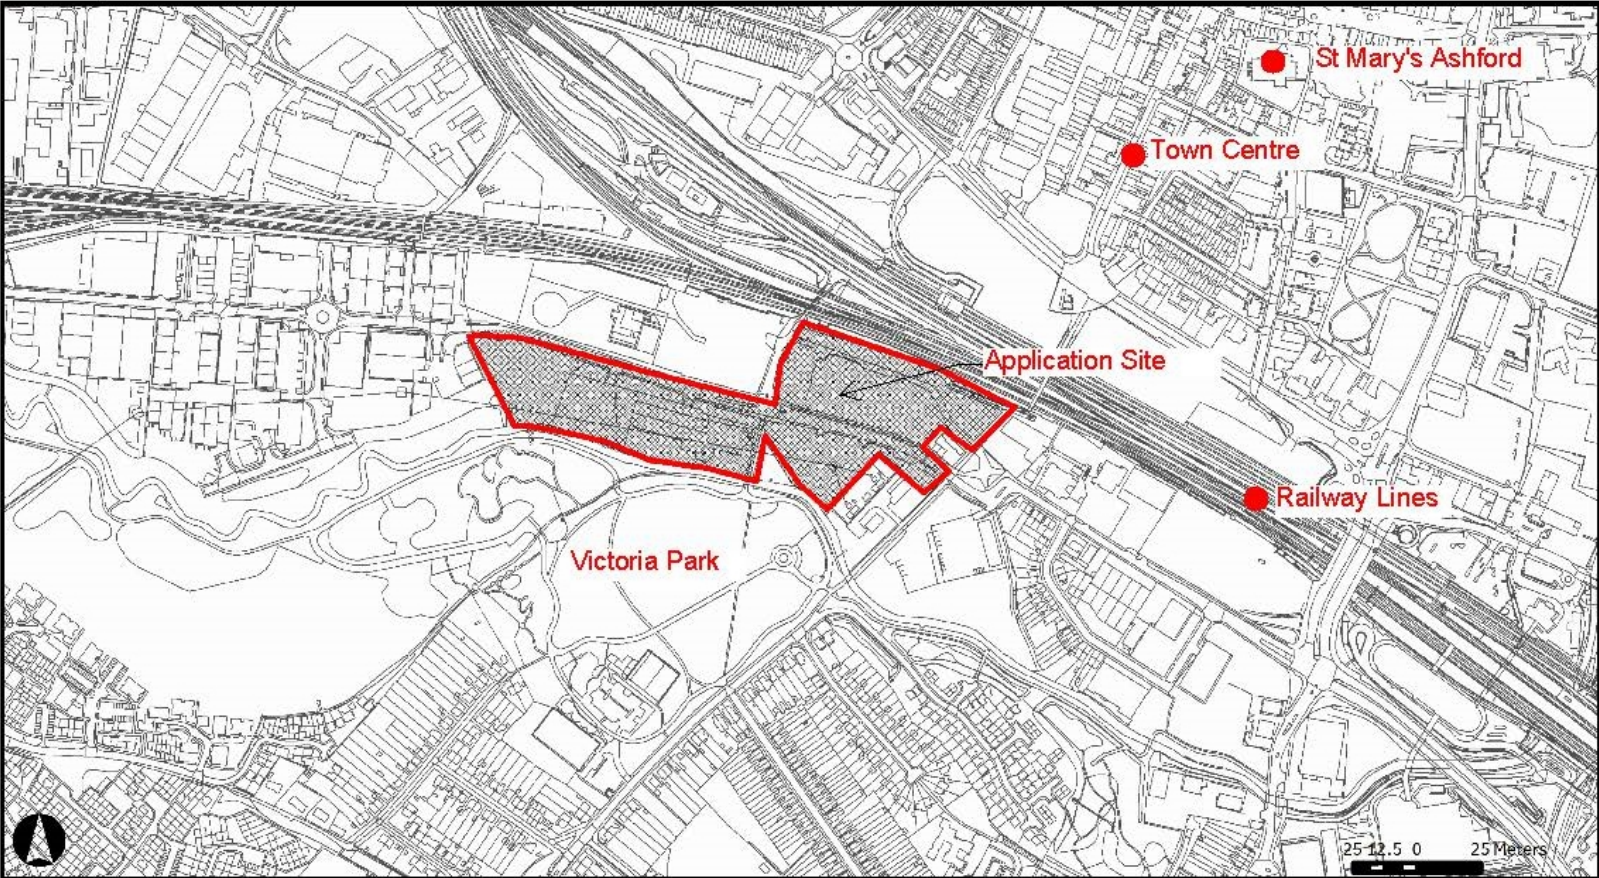 St Mary's Ashford
Town Centre
Application Site
Railway Lines
Victoria Park
25 12.5 0 25 Meters